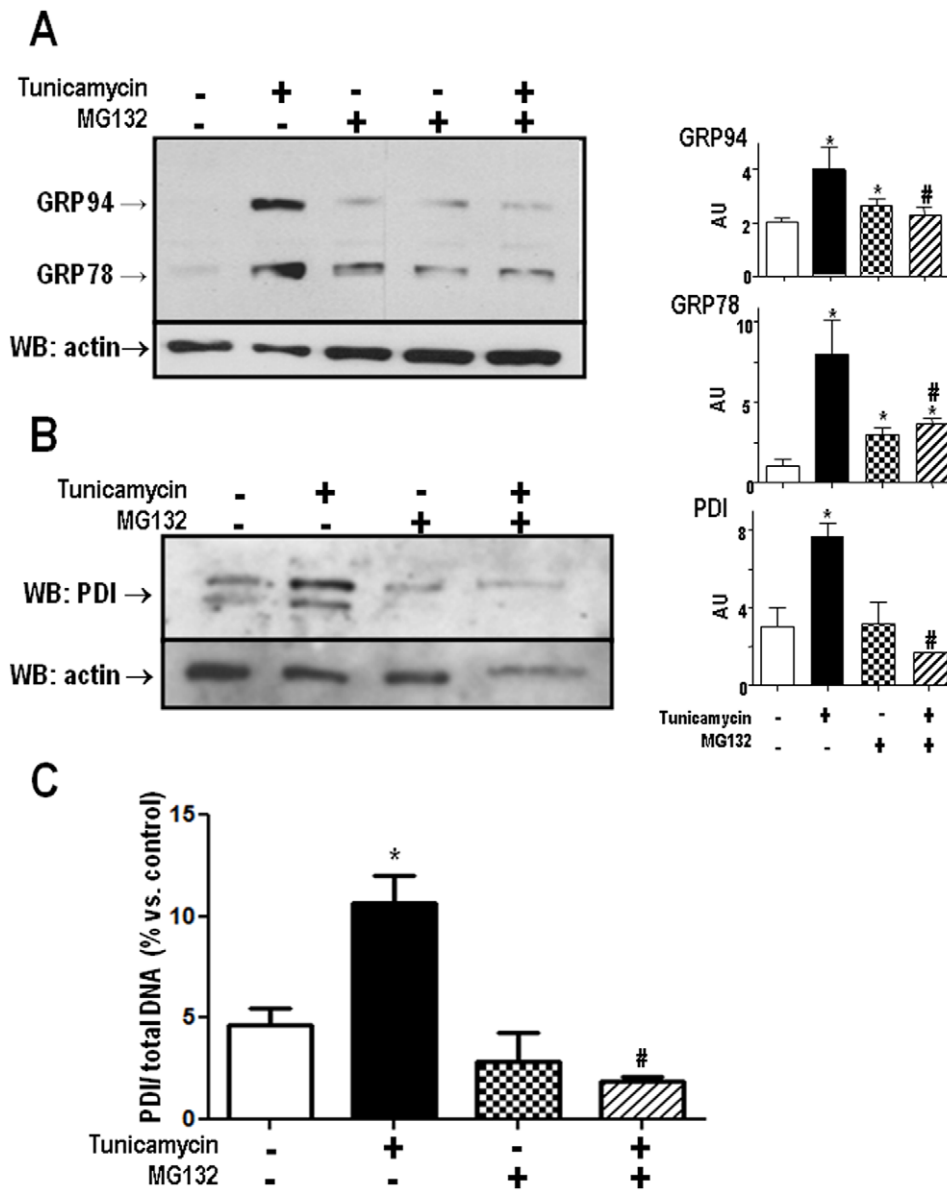 A
Tunicamycin - + - - +
MG132 - - + + +
GRP94 →
GRP78 →
WB: actin→
GRP94
4
2
0
AU
* * #
GRP78
10
5
0
AU
* * # *
PDI
8
4
0
AU
* #
Tunicamycin - + - +
MG132 - - + +
B
Tunicamycin - + - +
MG132 - - + +
WB: PDI →
WB: actin →
C
PDI/ total DNA (% vs. control)
15
10
5
0
* #
Tunicamycin - + - +
MG132 - - + +